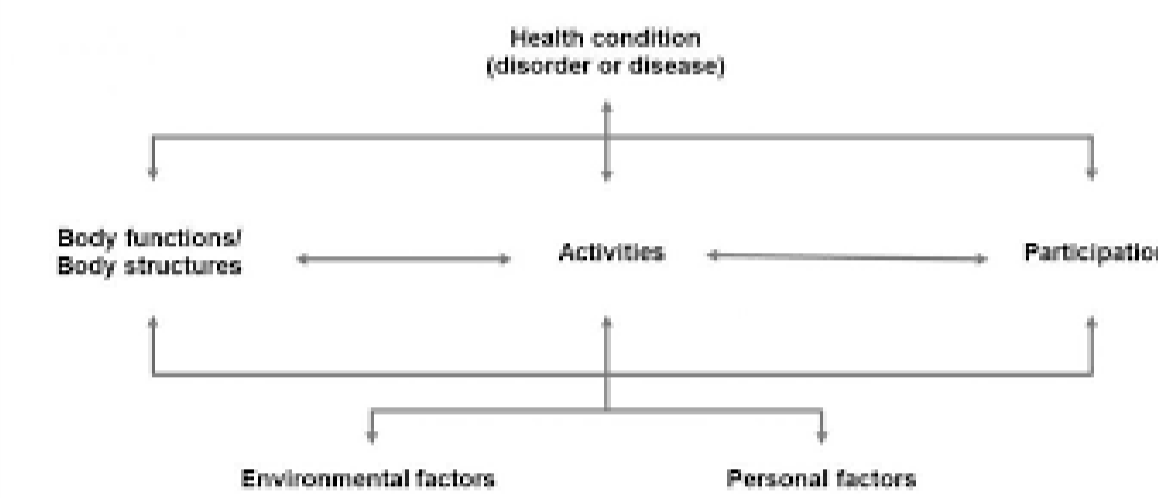 Health condition
(disorder or disease)
Body functions/
Body structures
Activities
Participatio
Environmental factors
Personal factors